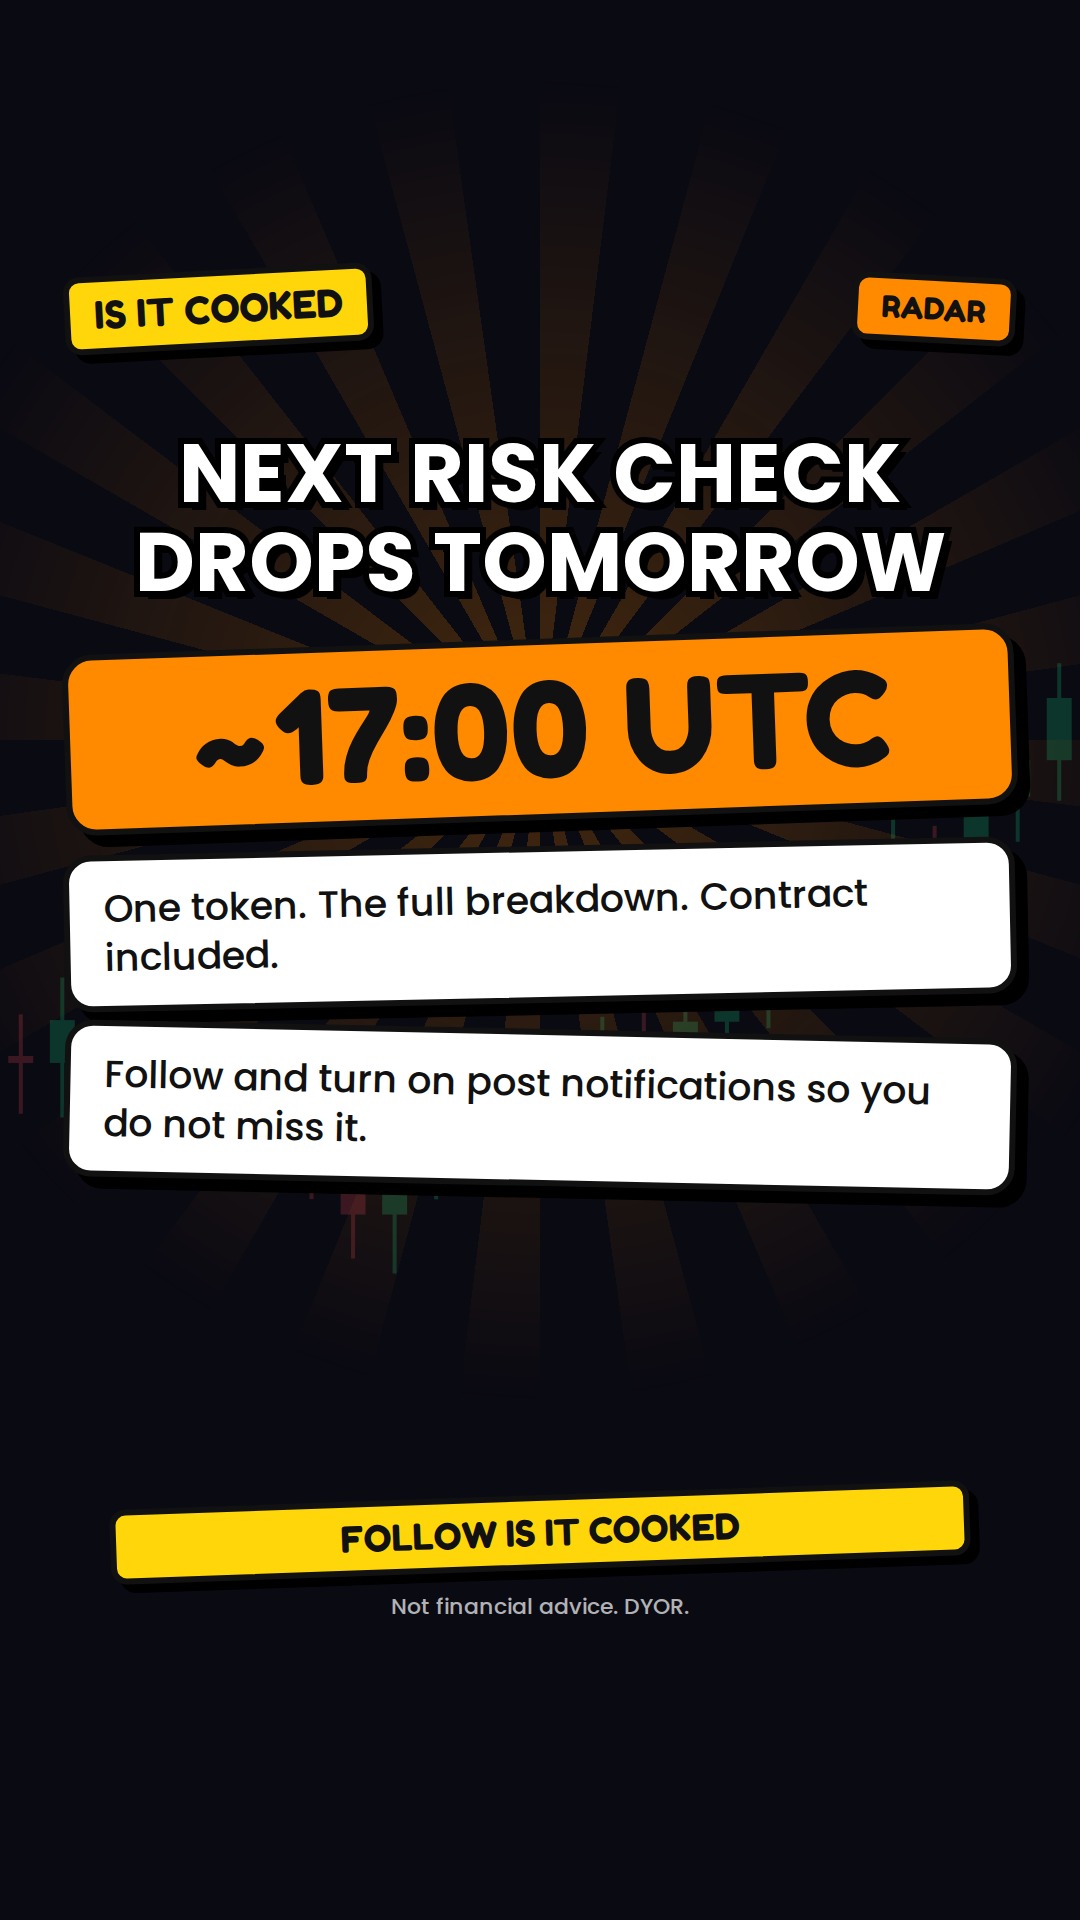 IS IT COOKED
RADAR
NEXT RISK CHECK
DROPS TOMORROW
~17:00 UTC
One token. The full breakdown. Contract
included.
Follow and turn on post notifications so you
do not miss it.
FOLLOW IS IT COOKED
Not financial advice. DYOR.